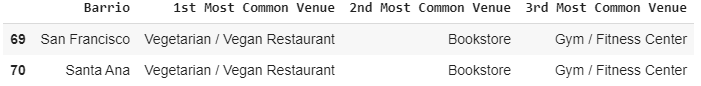 Barrio 1st Most Common Venue 2nd Most Common Venue 3rd Most Common Venue
69 San Francisco Vegetarian / Vegan Restaurant Bookstore Gym / Fitness Center
70 Santa Ana Vegetarian / Vegan Restaurant Bookstore Gym / Fitness Center